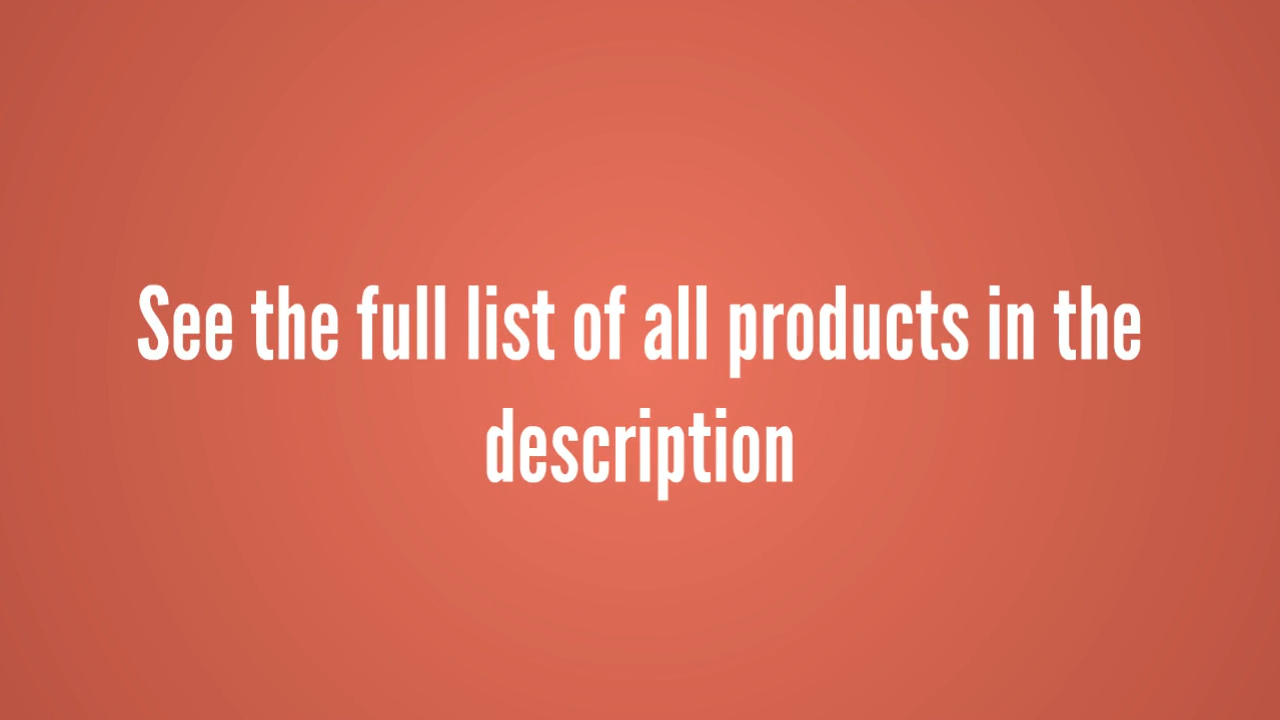 See the full list of all products in the
description